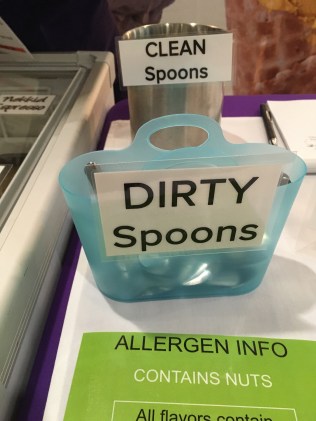 CLEAN
Spoons
DIRTY
Spoons
ALLERGEN INFO
CONTAINS NUTS
All flavors contain